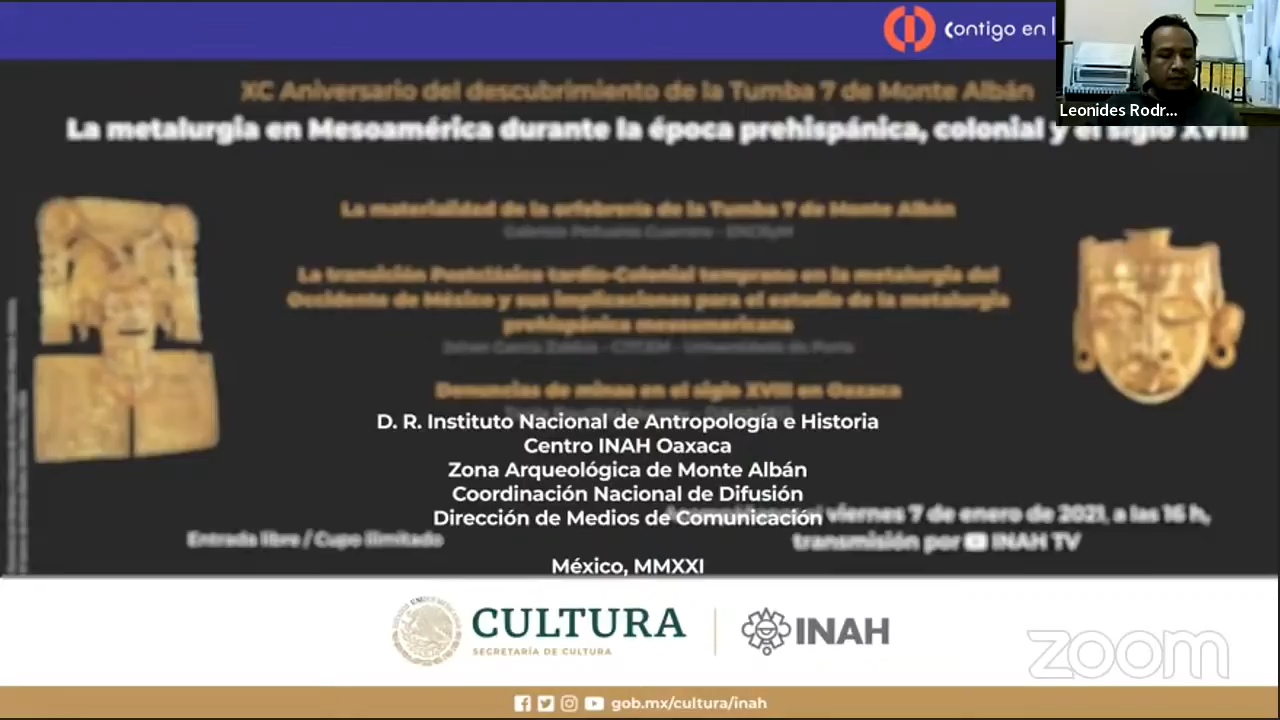 Contigo en l
Leonides Rodr...
XC Aniversario del descubrimiento de la Tumba 7 de Monte Albán
La metalurgia en Mesoamérica durante la época prehispánica, colonial y el siglo XVIII
La materialidad de la orfebrería de la Tumba 7 de Monte Albán
La transición Postclásico tardío-Colonial temprano en la metalurgia del
Occidente de México y sus implicaciones para el estudio de la metalurgia
prehispánica mesoamericana
Denuncias de minas en el siglo XVIII en Oaxaca
D. R. Instituto Nacional de Antropología e Historia
Centro INAH Oaxaca
Zona Arqueológica de Monte Albán
Coordinación Nacional de Difusión
Dirección de Medios de Comunicación
viernes 7 de enero de 2021, a las 16 h,
Entrada libre / Cupo ilimitado
transmisión por INAH TV
México, MMXXI
CULTURA
SECRETARÍA DE CULTURA
INAH
zoom
gob.mx/cultura/inah